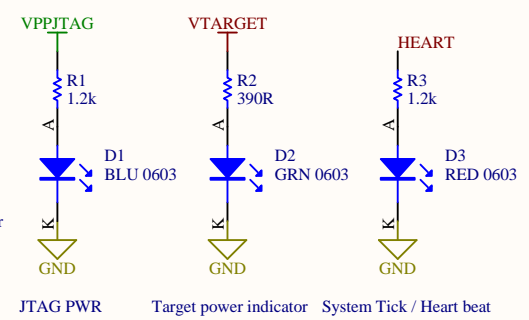 VPPJTAG
R1
1.2k
A
D1
BLU 0603
K
GND
JTAG PWR
VTARGET
R2
390R
A
D2
GRN 0603
K
GND
Target power indicator
HEART
R3
1.2k
A
D3
RED 0603
K
GND
System Tick / Heart beat